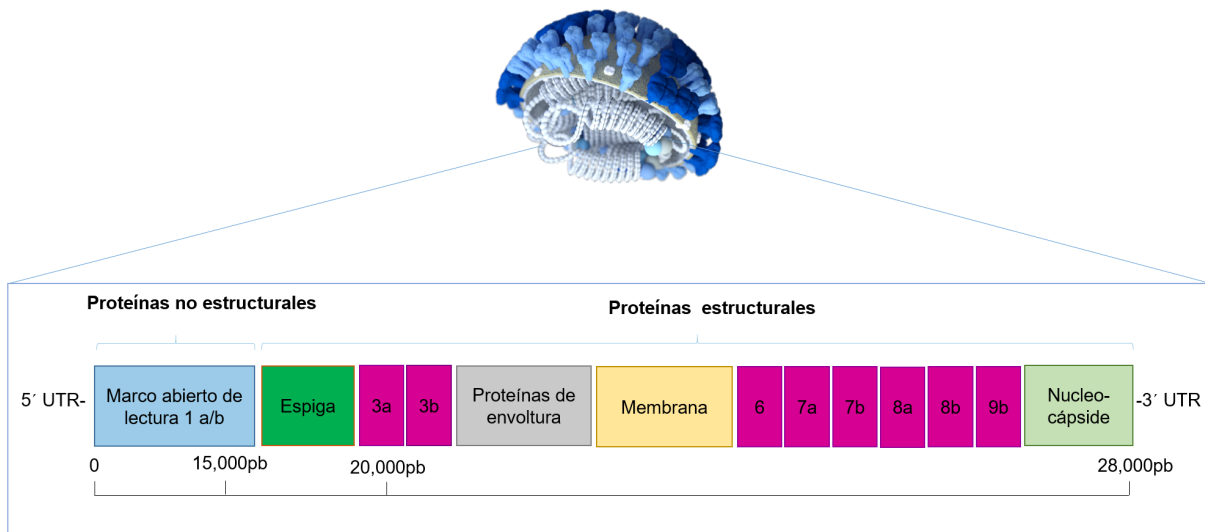 Proteínas no estructurales
Proteínas  estructurales
5´ UTR-
Marco abierto de
lectura 1 a/b
Espiga
3a
3b
Proteínas de
envoltura
Membrana
6
7a
7b
8a
8b
9b
Nucleo-
cápside
-3´ UTR
0
15,000pb
20,000pb
28,000pb